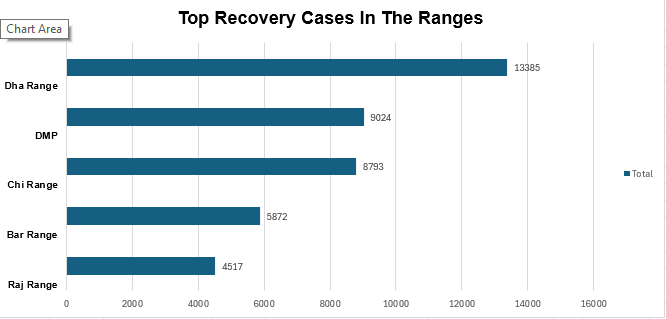 Top Recovery Cases In The Ranges
Chart Area
Dha Range
13385
DMP
9024
Chi Range
8793
Total
Bar Range
5872
Raj Range
4517
0 2000 4000 6000 8000 10000 12000 14000 16000